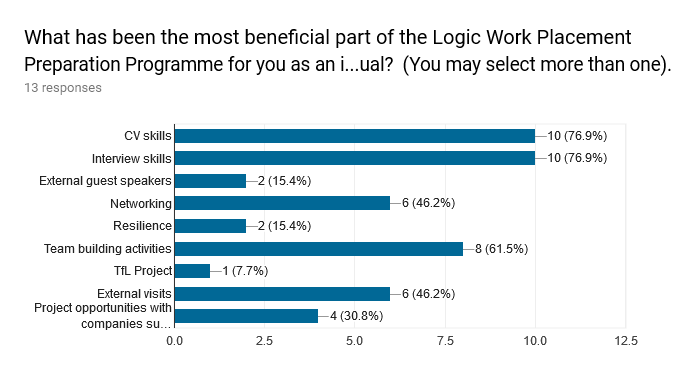 What has been the most beneficial part of the Logic Work Placement
Preparation Programme for you as an i...ual?  (You may select more than one).
13 responses
CV skills 10 (76.9%)
Interview skills 10 (76.9%)
External guest speakers 2 (15.4%)
Networking 6 (46.2%)
Resilience 2 (15.4%)
Team building activities 8 (61.5%)
TfL Project 1 (7.7%)
External visits 6 (46.2%)
Project opportunities with
companies su... 4 (30.8%)
0.0 2.5 5.0 7.5 10.0 12.5